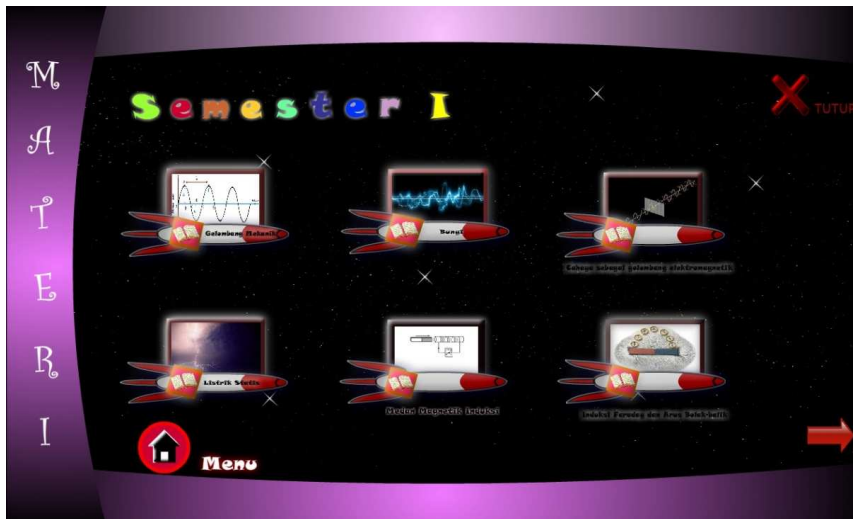 MATERI
Semester I
TUTUP
Gelombang Mekanik
Bunyi
Cahaya sebagai gelombang elektromagnetik
Listrik Statis
Medan Magnetik Induksi
Induksi Faraday dan Arus Bolak-balik
Menu